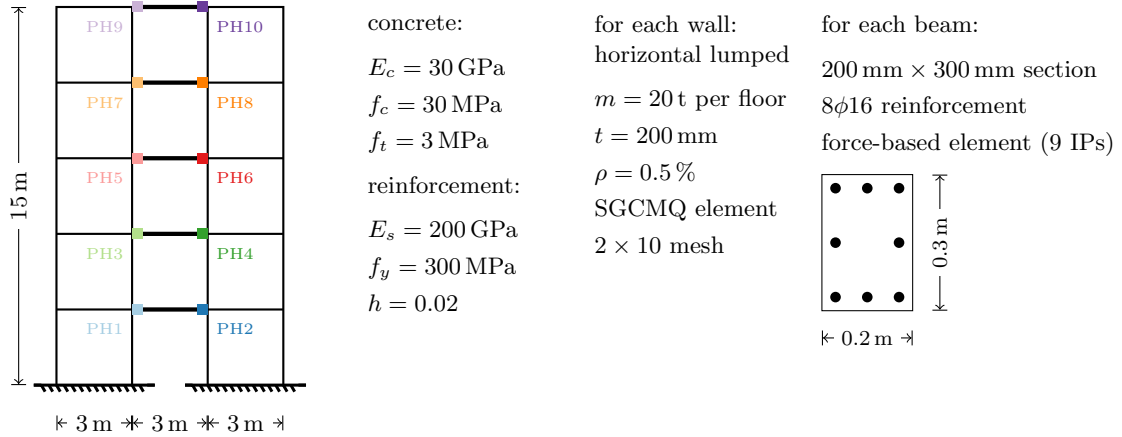 PH9
PH10
PH7
PH8
PH5
PH6
PH3
PH4
PH1
PH2
15 m
3 m
3 m
3 m
concrete:
E_c = 30 GPa
f_c = 30 MPa
f_t = 3 MPa
reinforcement:
E_s = 200 GPa
f_y = 300 MPa
h = 0.02
for each wall:
horizontal lumped
m = 20 t per floor
t = 200 mm
ρ = 0.5 %
SGCMQ element
2 × 10 mesh
for each beam:
200 mm × 300 mm section
8ϕ16 reinforcement
force-based element (9 IPs)
0.3 m
0.2 m